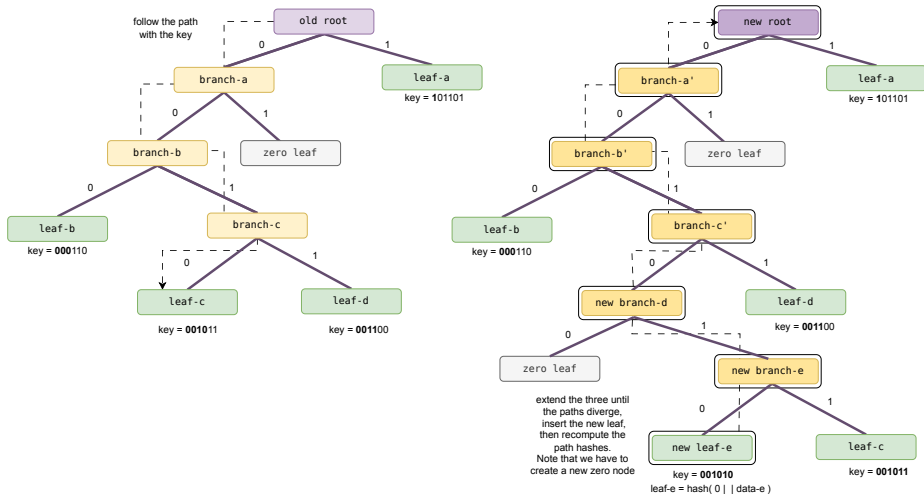 follow the path
with the key
old root
0
1
branch-a
leaf-a
key = 101101
0
1
branch-b
zero leaf
0
1
leaf-b
key = 000110
branch-c
0
1
leaf-c
key = 001011
leaf-d
key = 001100
new root
0
1
branch-a'
leaf-a
key = 101101
0
1
branch-b'
zero leaf
0
1
leaf-b
key = 000110
branch-c'
0
1
new branch-d
leaf-d
key = 001100
0
1
zero leaf
new branch-e
extend the three until
the paths diverge,
insert the new leaf,
then recompute the
path hashes.
Note that we have to
create a new zero node
0
1
new leaf-e
key = 001010
leaf-e = hash( 0 | | data-e )
leaf-c
key = 001011